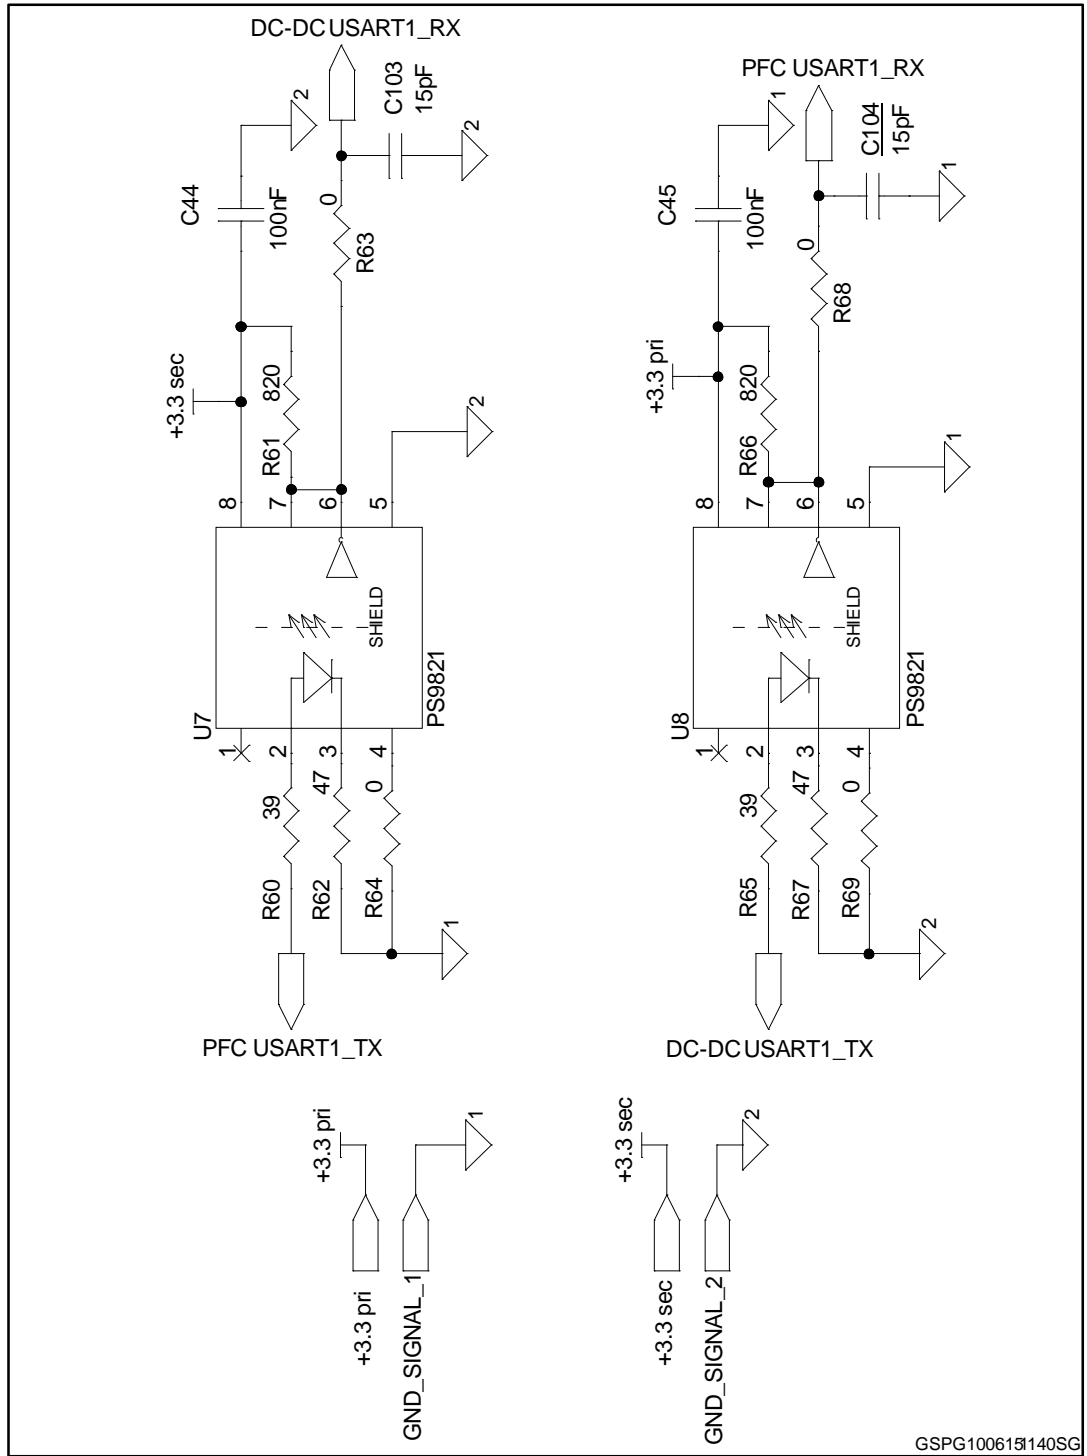 DC-DC USART1_RX
C103
15pF
2
2
C44
100nF
0
R63
+3.3 sec
820
R61
2
8
7
6
5
SHIELD
U7
PS9821
1
2
3
4
39
47
0
R60
R62
R64
1
PFC USART1_TX
PFC USART1_RX
C104
15pF
1
1
C45
100nF
0
R68
+3.3 pri
820
R66
1
8
7
6
5
SHIELD
U8
PS9821
1
2
3
4
39
47
0
R65
R67
R69
2
DC-DC USART1_TX
+3.3 pri
1
+3.3 pri
GND_SIGNAL_1
+3.3 sec
2
+3.3 sec
GND_SIGNAL_2
GSPG1006151140SG